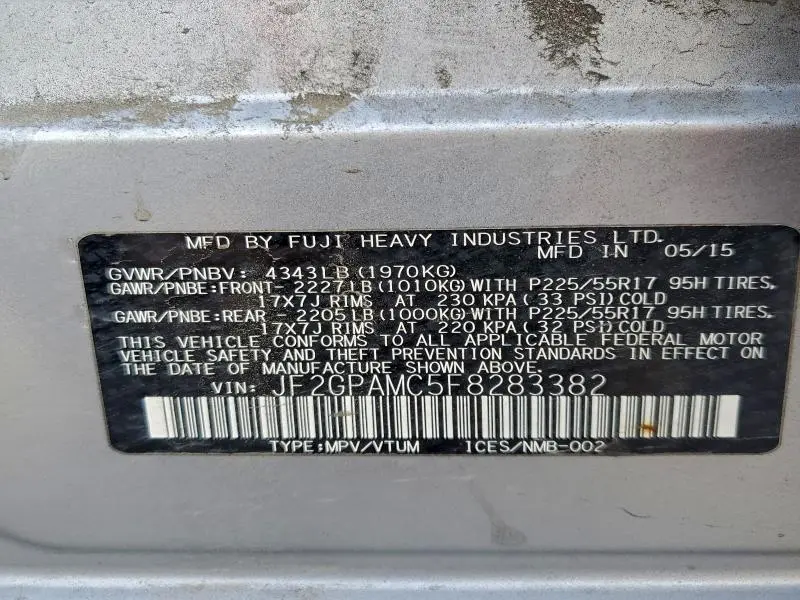 MFD BY FUJI HEAVY INDUSTRIES LTD.
MFD IN 05/15
GVWR/PNBV: 4343LB(1970KG)
GAWR/PNBE:FRONT- 2227LB(1010KG)WITH P225/55R17 95H TIRES,
17X7J RIMS AT 230 KPA(33 PSI)COLD
GAWR/PNBE:REAR - 2205LB(1000KG)WITH P225/55R17 95H TIRES,
17X7J RIMS AT 220 KPA(32 PSI)COLD
THIS VEHICLE CONFORMS TO ALL APPLICABLE FEDERAL MOTOR
VEHICLE SAFETY AND THEFT PREVENTION STANDARDS IN EFFECT ON
THE DATE OF MANUFACTURE SHOWN ABOVE.
VIN: JF2GPAMC5F8283382
TYPE:MPV/VTUM ICES/NMB-002